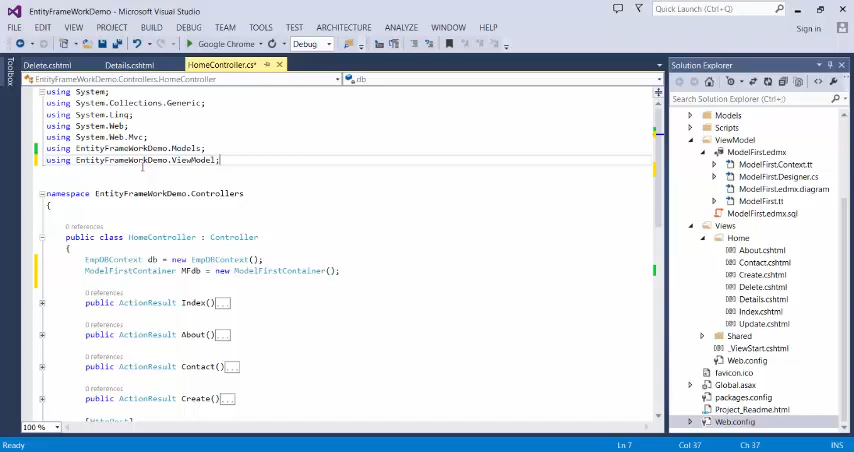 EntityFrameWorkDemo - Microsoft Visual Studio
Quick Launch (Ctrl+Q)
FILE EDIT VIEW PROJECT BUILD DEBUG TEAM TOOLS TEST ARCHITECTURE ANALYZE WINDOW HELP
Sign in
Google Chrome Debug
Toolbox
Delete.cshtml Details.cshtml HomeController.cs*
EntityFrameWorkDemo.Controllers.HomeController db
using System;
using System.Collections.Generic;
using System.Linq;
using System.Web;
using System.Web.Mvc;
using EntityFrameWorkDemo.Models;
using EntityFrameWorkDemo.ViewModel;
namespace EntityFrameWorkDemo.Controllers
{
0 references
public class HomeController : Controller
{
EmpDBContext db = new EmpDBContext();
ModelFirstContainer MFdb = new ModelFirstContainer();
0 references
public ActionResult Index()...
0 references
public ActionResult About()...
0 references
public ActionResult Contact()...
0 references
public ActionResult Create()...
[HttpPost]
100 %
Solution Explorer
Search Solution Explorer (Ctrl+;)
Models
Scripts
ViewModel
ModelFirst.edmx
ModelFirst.Context.tt
ModelFirst.Designer.cs
ModelFirst.edmx.diagram
ModelFirst.tt
ModelFirst.edmx.sql
Views
Home
About.cshtml
Contact.cshtml
Create.cshtml
Delete.cshtml
Details.cshtml
Index.cshtml
Update.cshtml
Shared
_ViewStart.cshtml
Web.config
favicon.ico
Global.asax
packages.config
Project_Readme.html
Web.config
Ready Ln 7 Col 37 Ch 37 INS